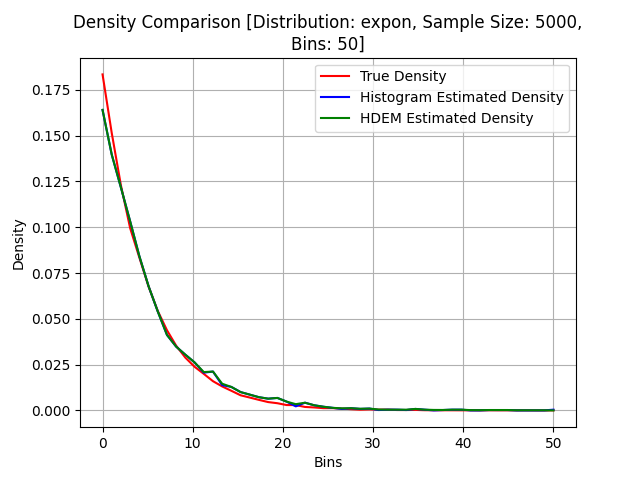 Density Comparison [Distribution: expon, Sample Size: 5000,
Bins: 50]
True Density
Histogram Estimated Density
HDEM Estimated Density
Density
0.175
0.150
0.125
0.100
0.075
0.050
0.025
0.000
0 10 20 30 40 50
Bins